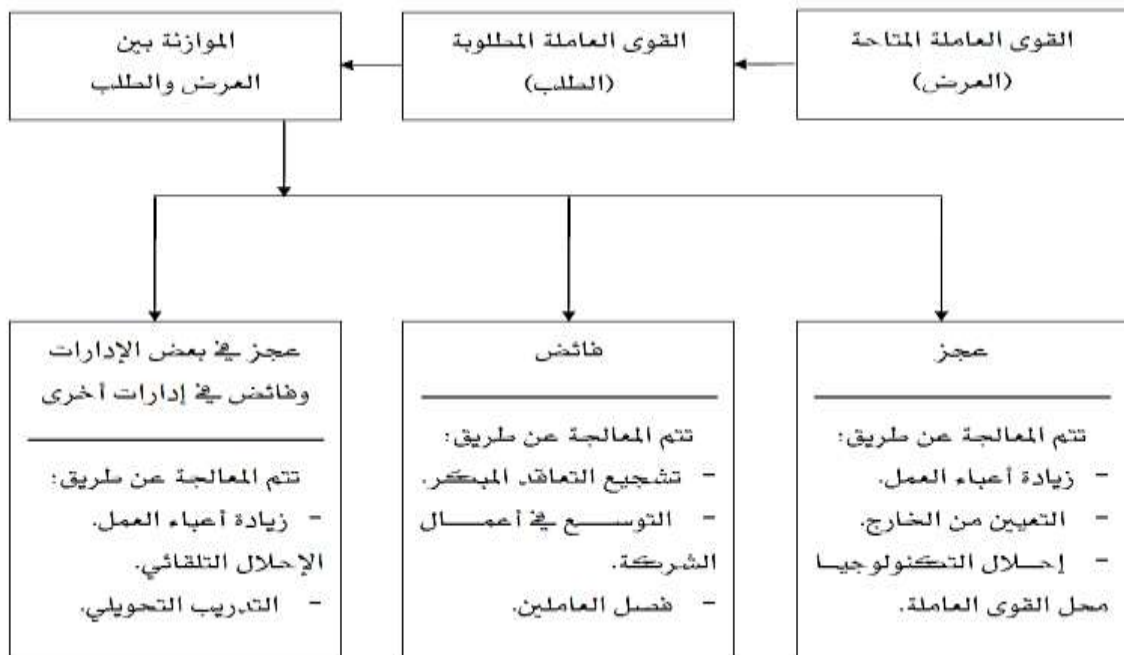 القوى العاملة المتاحة
(العرض)
القوى العاملة المطلوبة
(الطلب)
الموازنة بين
العرض والطلب
عجز
تتم المعالجة عن طريق:
- زيادة أعباء العمل.
- التعيين من الخارج.
- إحلال التكنولوجيا
محل القوى العاملة.
فائض
تتم المعالجة عن طريق:
- تشجيع التعاقد المبكر.
- التوسع في أعمال
الشركة.
- فصل العاملين.
عجز في بعض الإدارات
وفائض في إدارات أخرى
تتم المعالجة عن طريق:
- زيادة أعباء العمل.
الإحلال التلقائي.
- التدريب التحويلي.